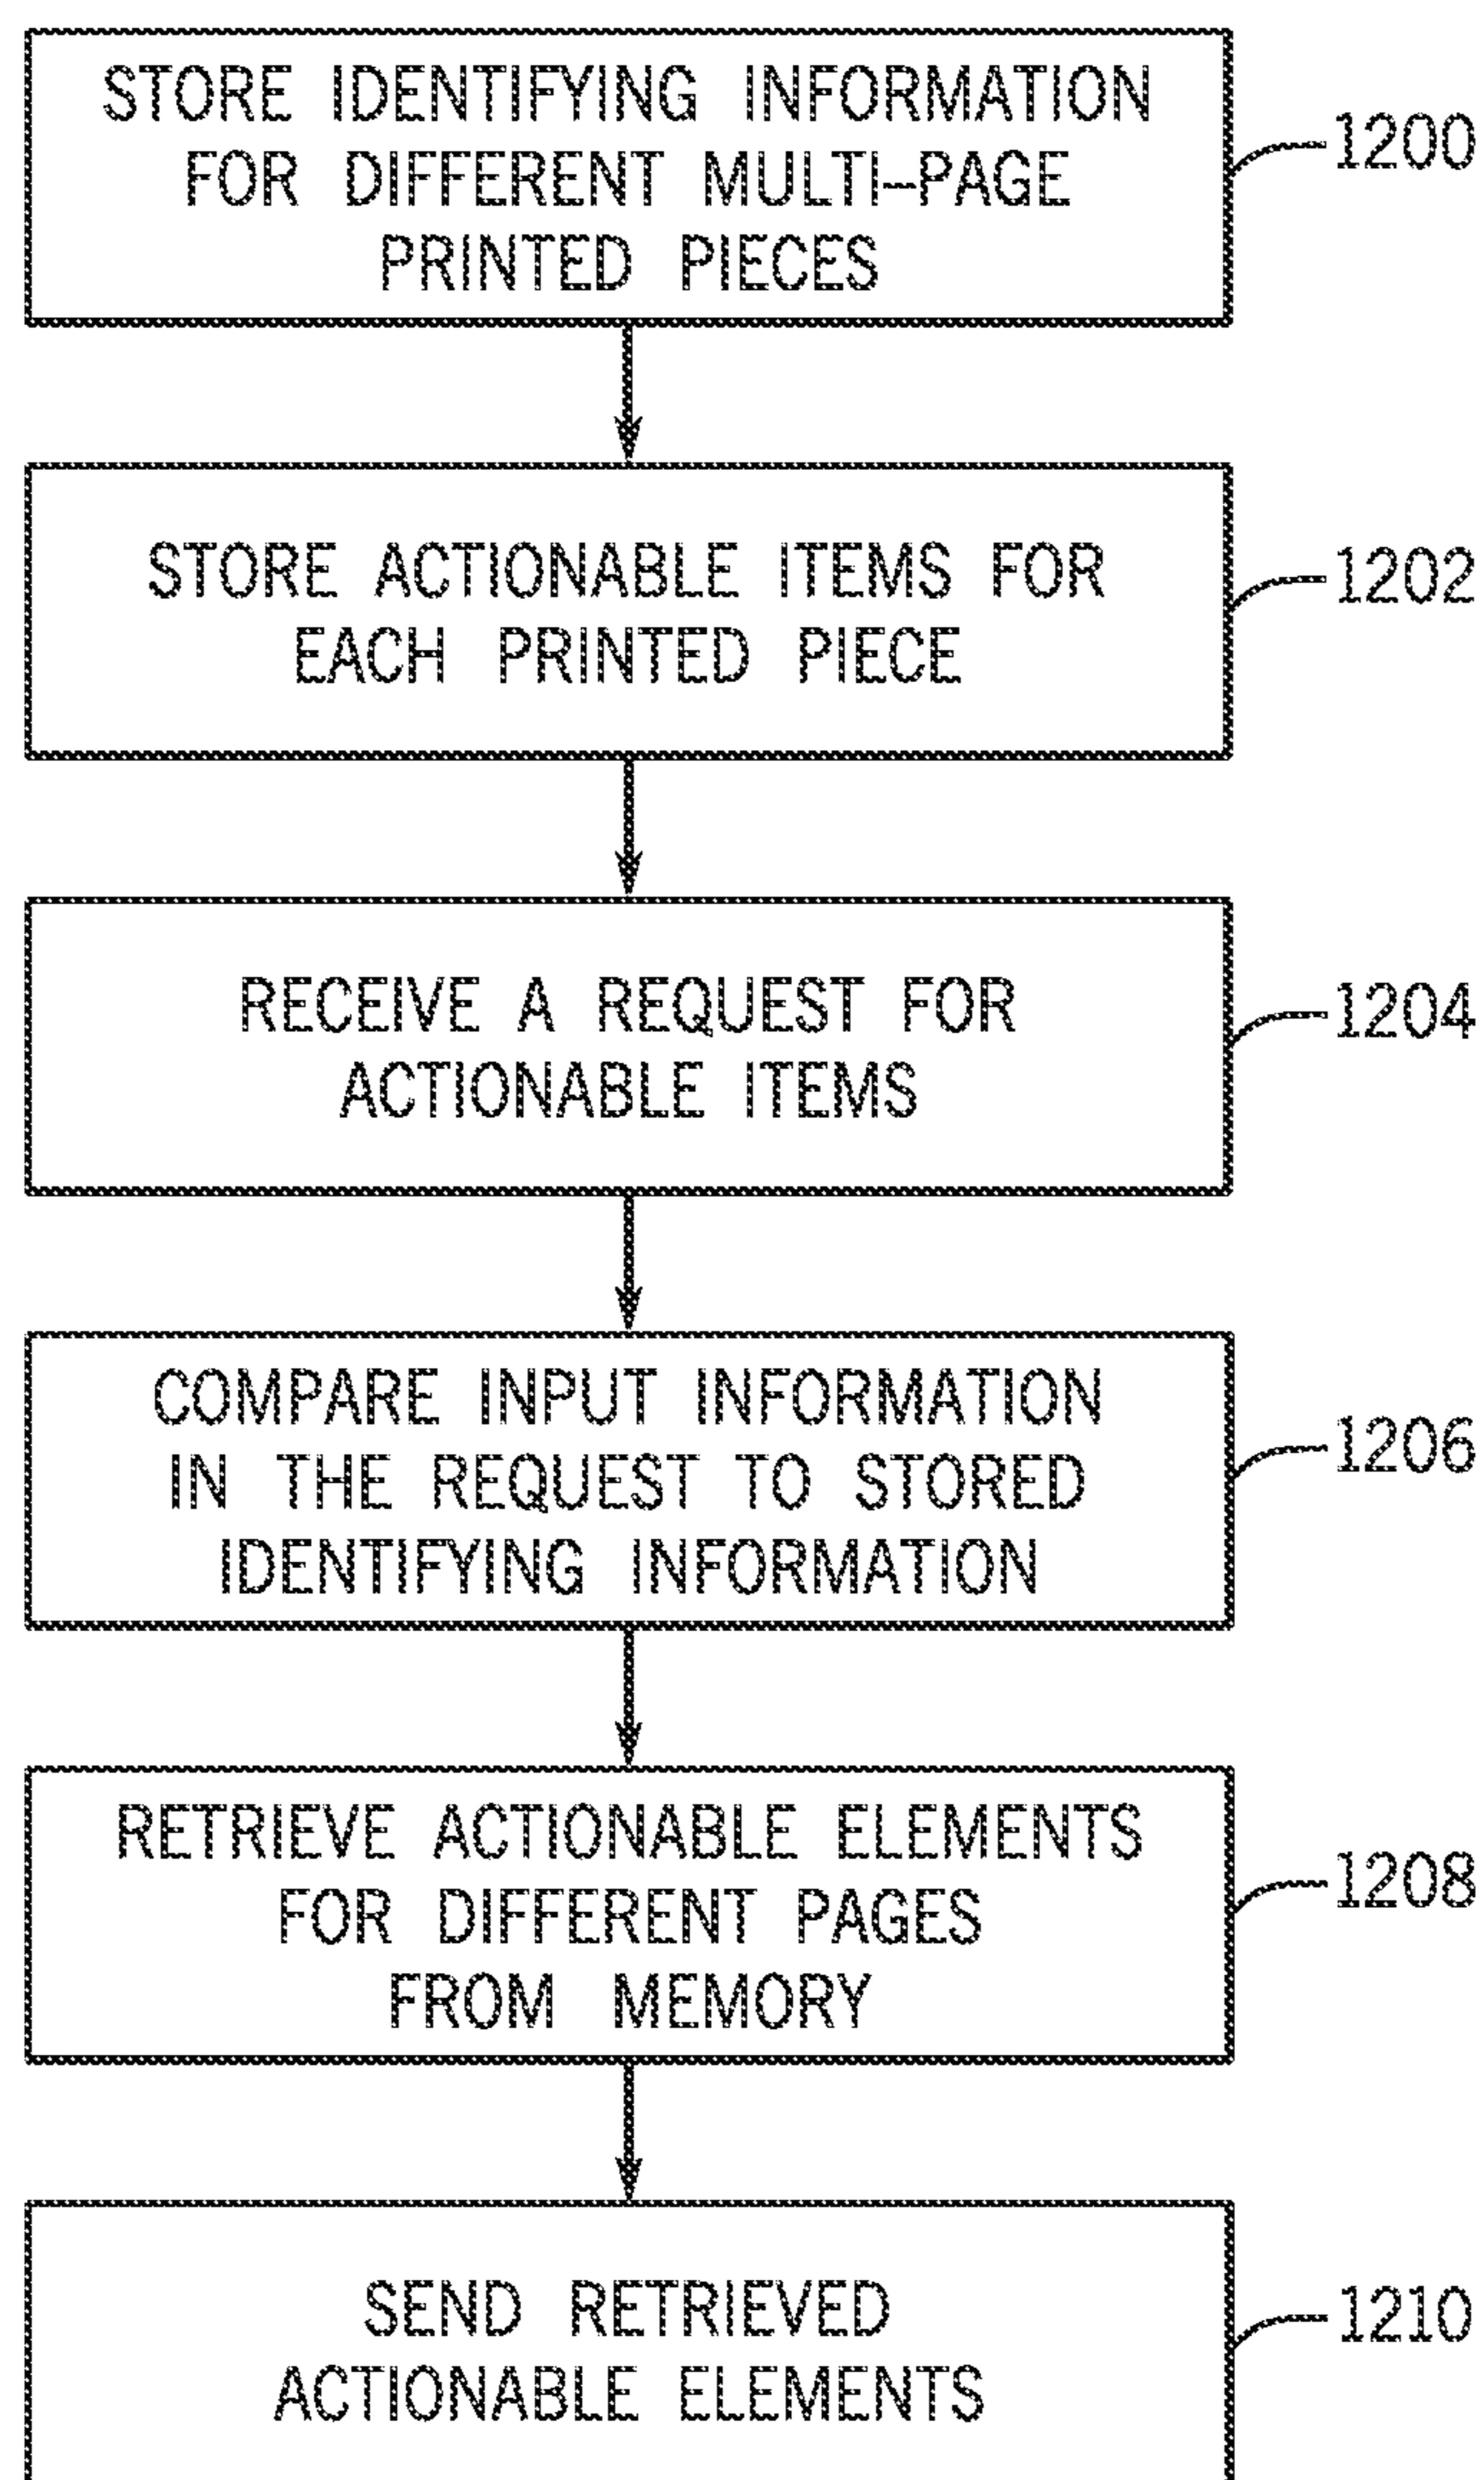 STORE IDENTIFYING INFORMATION
FOR DIFFERENT MULTI-PAGE
PRINTED PIECES
1200
STORE ACTIONABLE ITEMS FOR
EACH PRINTED PIECE
1202
RECEIVE A REQUEST FOR
ACTIONABLE ITEMS
1204
COMPARE INPUT INFORMATION
IN THE REQUEST TO STORED
IDENTIFYING INFORMATION
1206
RETRIEVE ACTIONABLE ELEMENTS
FOR DIFFERENT PAGES
FROM MEMORY
1208
SEND RETRIEVED
ACTIONABLE ELEMENTS
1210